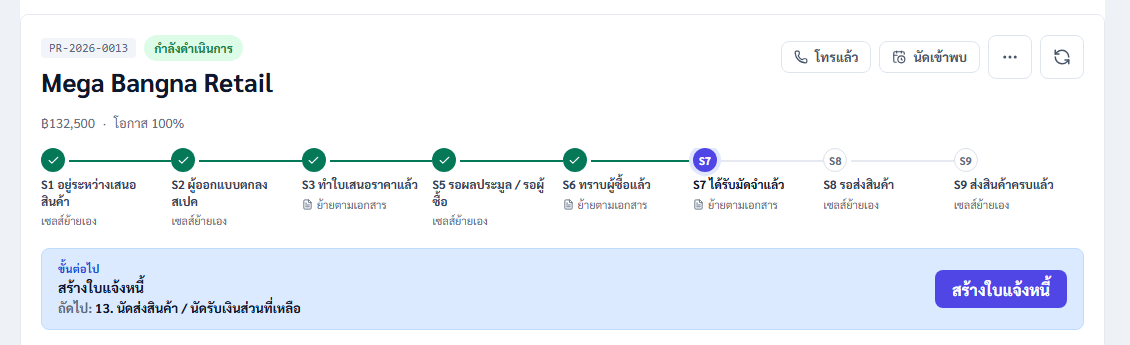 PR-2026-0013 กำลังดำเนินการ
โทรแล้ว นัดเข้าพบ
Mega Bangna Retail
฿132,500 · โอกาส 100%
S7 S8 S9
S1 อยู่ระหว่างเสนอ
สินค้า
เซลส์ย้ายเอง
S2 ผู้ออกแบบตกลง
สเปค
เซลส์ย้ายเอง
S3 ทำใบเสนอราคาแล้ว
ย้ายตามเอกสาร
S5 รอผลประมูล / รอผู้
ซื้อ
เซลส์ย้ายเอง
S6 ทราบผู้ซื้อแล้ว
ย้ายตามเอกสาร
S7 ได้รับมัดจำแล้ว
ย้ายตามเอกสาร
S8 รอส่งสินค้า
เซลส์ย้ายเอง
S9 ส่งสินค้าครบแล้ว
เซลส์ย้ายเอง
ขั้นต่อไป
สร้างใบแจ้งหนี้
ถัดไป: 13. นัดส่งสินค้า / นัดรับเงินส่วนที่เหลือ
สร้างใบแจ้งหนี้